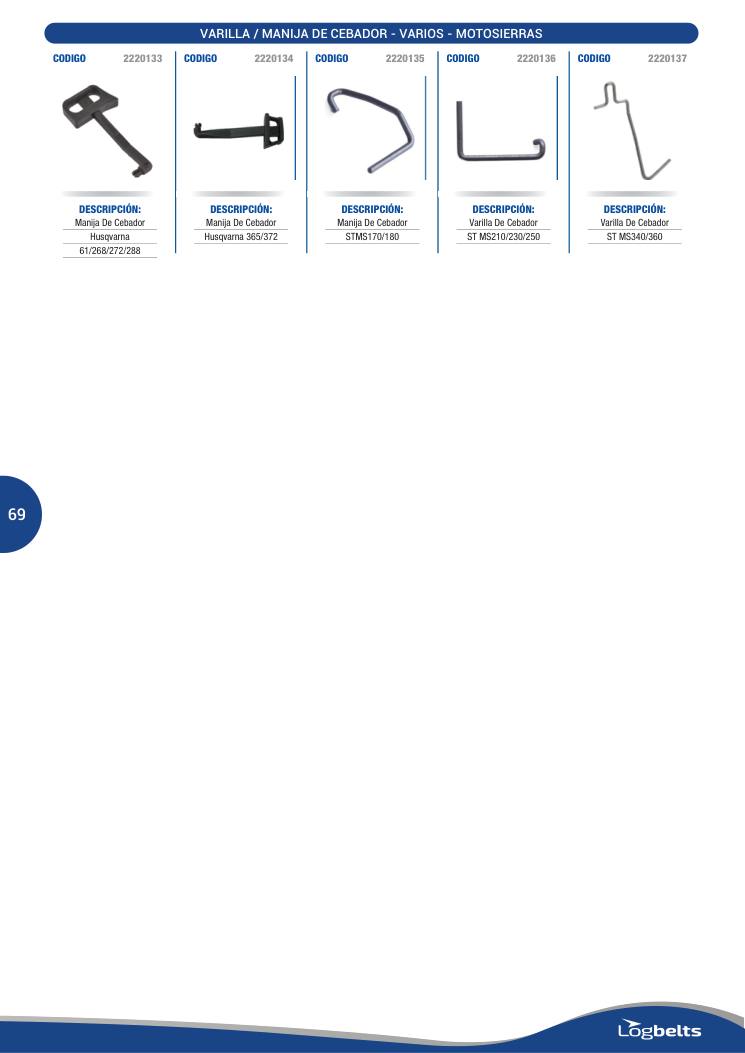 VARILLA / MANIJA DE CEBADOR - VARIOS - MOTOSIERRAS
CODIGO 2220133
DESCRIPCIÓN:
Manija De Cebador
Husqvarna
61/268/272/288
CODIGO 2220134
DESCRIPCIÓN:
Manija De Cebador
Husqvarna 365/372
CODIGO 2220135
DESCRIPCIÓN:
Manija De Cebador
STMS170/180
CODIGO 2220136
DESCRIPCIÓN:
Varilla De Cebador
ST MS210/230/250
CODIGO 2220137
DESCRIPCIÓN:
Varilla De Cebador
ST MS340/360
69
Logbelts